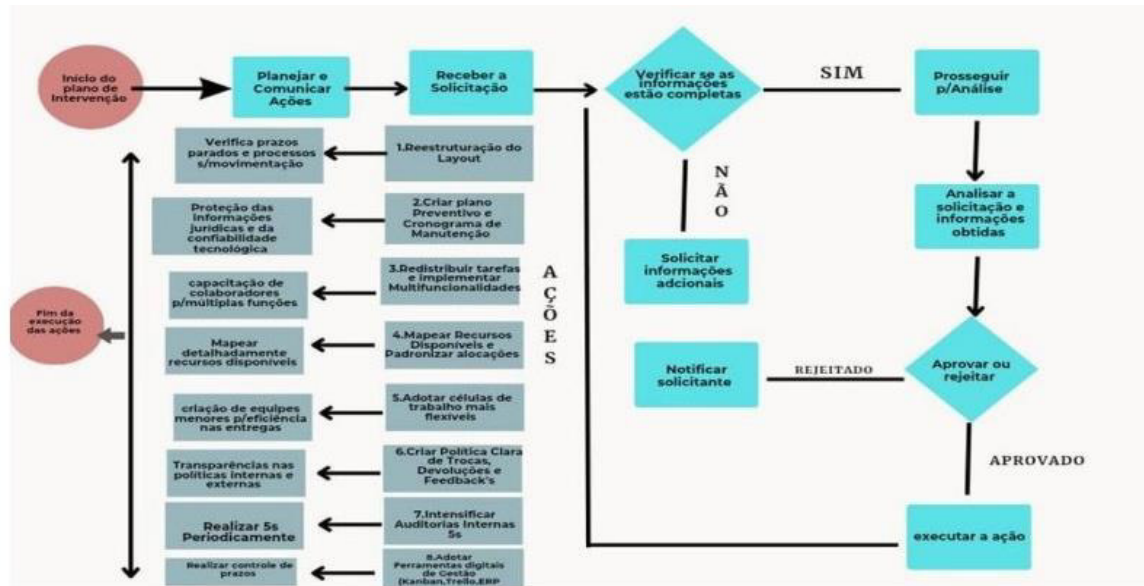 Início do
plano de
Intervenção
Planejar e
Comunicar
Ações
Receber a
Solicitação
Verificar se as
informações
estão completas
SIM
Prosseguir
p/Análise
Verifica prazos
parados e processos
s/movimentação
1.Reestruturação do
Layout
NÃO
Proteção das
informações
jurídicas e da
confiabilidade
tecnológica
2.Criar plano
Preventivo e
Cronograma de
Manutenção
Analisar a
solicitação e
informações
obtidas
Solicitar
informações
adcionais
capacitação de
colaboradores
p/múltiplas funções
3.Redistribuir tarefas
e implementar
Multifuncionalidades
AÇÕES
Fim da
execução
das ações
Mapear
detalhadamente
recursos disponíveis
4.Mapear Recursos
Disponíveis e
Padronizar alocações
Notificar
solicitante
REJEITADO
Aprovar ou
rejeitar
criação de equipes
menores p/eficiência
nas entregas
5.Adotar células de
trabalho mais
flexíveis
Transparências nas
políticas internas e
externas
6.Criar Política Clara
de Trocas,
Devoluções e
Feedback's
APROVADO
Realizar 5s
Periodicamente
7.Intensificar
Auditorias Internas
5s
executar a ação
Realizar controle de
prazos
8.Adotar
Ferramentas digitais
de Gestão
(Kanban,Trello,ERP